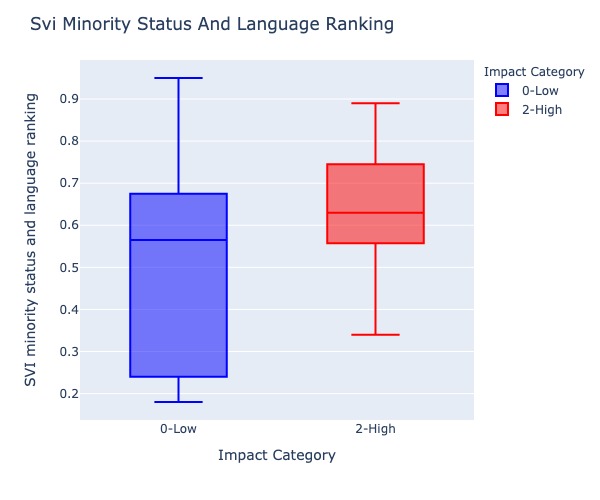 Svi Minority Status And Language Ranking
SVI minority status and language ranking
0.9
0.8
0.7
0.6
0.5
0.4
0.3
0.2
0-Low
2-High
Impact Category
Impact Category
0-Low
2-High